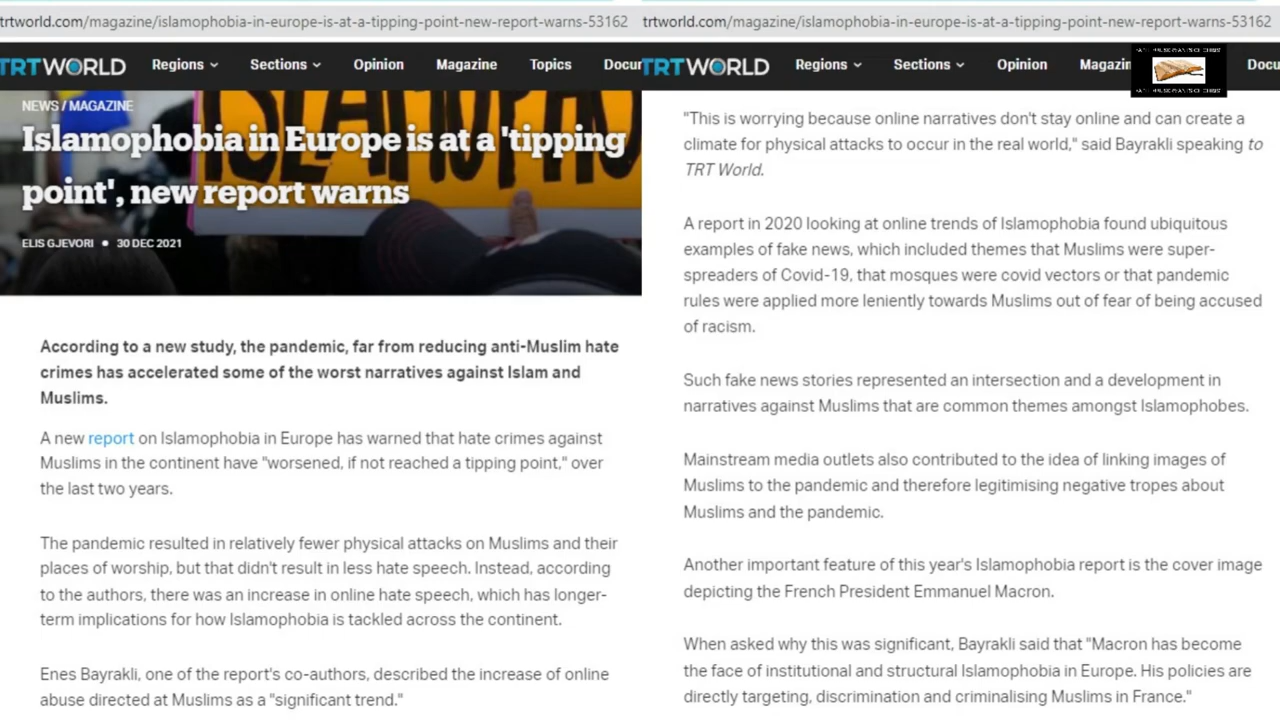 trtworld.com/magazine/islamophobia-in-europe-is-at-a-tipping-point-new-report-warns-53162
TRTWORLD Regions Sections Opinion Magazine Topics Docur
ISLAMOPH
NEWS / MAGAZINE
Islamophobia in Europe is at a 'tipping
point', new report warns
ELIS GJEVORI ● 30 DEC 2021
According to a new study, the pandemic, far from reducing anti-Muslim hate
crimes has accelerated some of the worst narratives against Islam and
Muslims.
A new report on Islamophobia in Europe has warned that hate crimes against
Muslims in the continent have "worsened, if not reached a tipping point," over
the last two years.
The pandemic resulted in relatively fewer physical attacks on Muslims and their
places of worship, but that didn't result in less hate speech. Instead, according
to the authors, there was an increase in online hate speech, which has longer-
term implications for how Islamophobia is tackled across the continent.
Enes Bayrakli, one of the report's co-authors, described the increase of online
abuse directed at Muslims as a "significant trend."
trtworld.com/magazine/islamophobia-in-europe-is-at-a-tipping-point-new-report-warns-53162
TRTWORLD Regions Sections Opinion Magazin Docu
"This is worrying because online narratives don't stay online and can create a
climate for physical attacks to occur in the real world," said Bayrakli speaking to
TRT World.
A report in 2020 looking at online trends of Islamophobia found ubiquitous
examples of fake news, which included themes that Muslims were super-
spreaders of Covid-19, that mosques were covid vectors or that pandemic
rules were applied more leniently towards Muslims out of fear of being accused
of racism.
Such fake news stories represented an intersection and a development in
narratives against Muslims that are common themes amongst Islamophobes.
Mainstream media outlets also contributed to the idea of linking images of
Muslims to the pandemic and therefore legitimising negative tropes about
Muslims and the pandemic.
Another important feature of this year's Islamophobia report is the cover image
depicting the French President Emmanuel Macron.
When asked why this was significant, Bayrakli said that "Macron has become
the face of institutional and structural Islamophobia in Europe. His policies are
directly targeting, discrimination and criminalising Muslims in France."